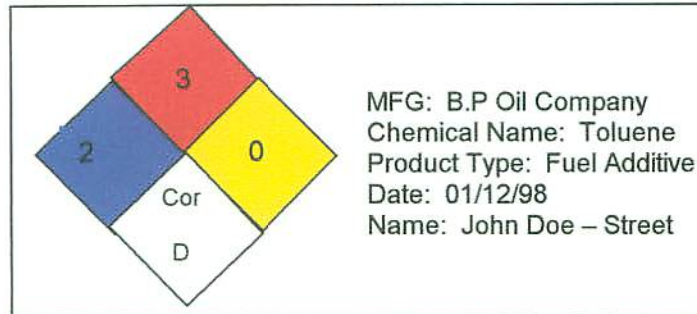 3
2
0
Cor
D
MFG: B.P Oil Company
Chemical Name: Toluene
Product Type: Fuel Additive
Date: 01/12/98
Name: John Doe – Street